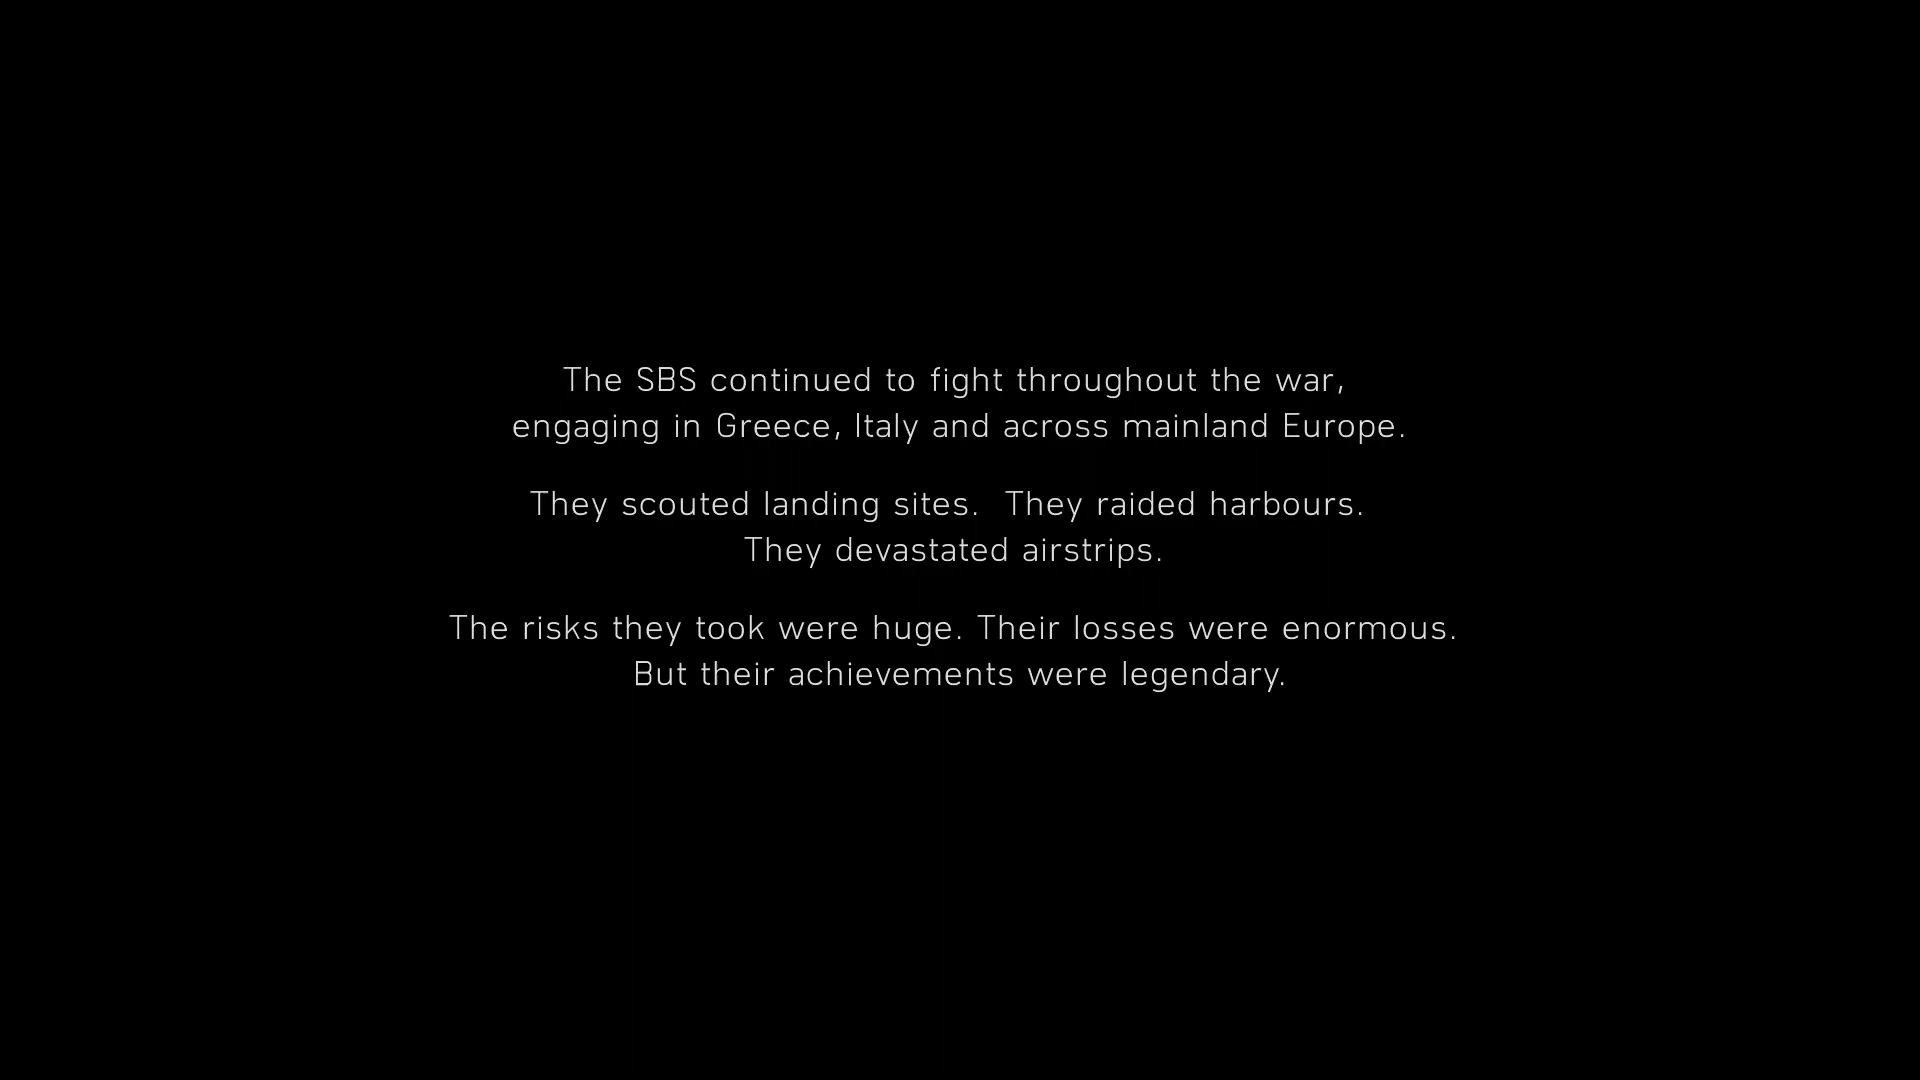 The SBS continued to fight throughout the war,
engaging in Greece, Italy and across mainland Europe.
They scouted landing sites.  They raided harbours.
They devastated airstrips.
The risks they took were huge. Their losses were enormous.
But their achievements were legendary.